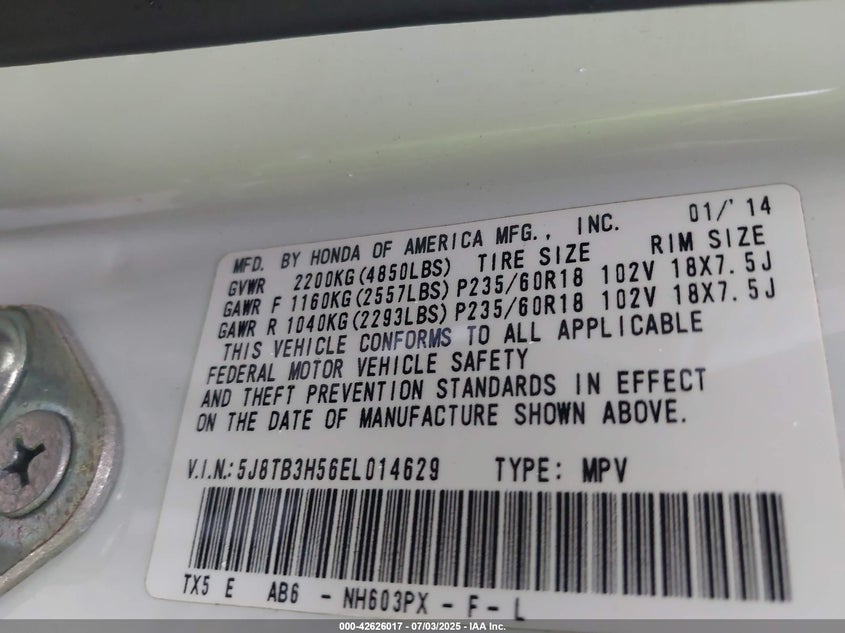 MFD. BY HONDA OF AMERICA MFG., INC. 01/'14
GVWR 2200KG(4850LBS) TIRE SIZE RIM SIZE
GAWR F 1160KG(2557LBS) P235/60R18 102V 18X7.5J
GAWR R 1040KG(2293LBS) P235/60R18 102V 18X7.5J
THIS VEHICLE CONFORMS TO ALL APPLICABLE
FEDERAL MOTOR VEHICLE SAFETY
AND THEFT PREVENTION STANDARDS IN EFFECT
ON THE DATE OF MANUFACTURE SHOWN ABOVE.
V.I.N.: 5J8TB3H56EL014629 TYPE: MPV
TX5 E AB6 - NH603PX - F - L
000-42626017 - 07/03/2025 - IAA Inc.